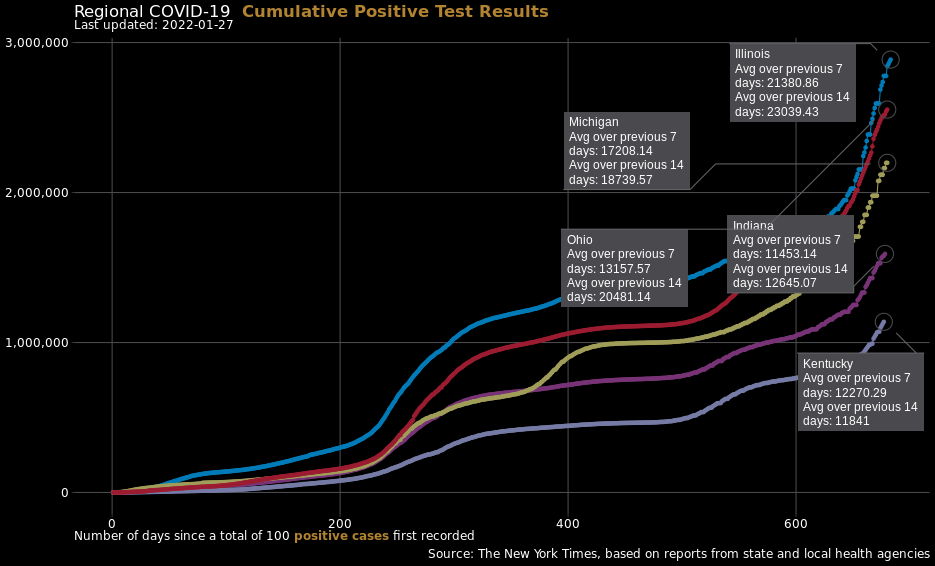 Regional COVID-19 Cumulative Positive Test Results
Last updated: 2022-01-27
3,000,000
2,000,000
1,000,000
0
Illinois
Avg over previous 7
days: 21380.86
Avg over previous 14
days: 23039.43
Michigan
Avg over previous 7
days: 17208.14
Avg over previous 14
days: 18739.57
Ohio
Avg over previous 7
days: 13157.57
Avg over previous 14
days: 20481.14
Indiana
Avg over previous 7
days: 11453.14
Avg over previous 14
days: 12645.07
Kentucky
Avg over previous 7
days: 12270.29
Avg over previous 14
days: 11841
0 200 400 600
Number of days since a total of 100 positive cases first recorded
Source: The New York Times, based on reports from state and local health agencies